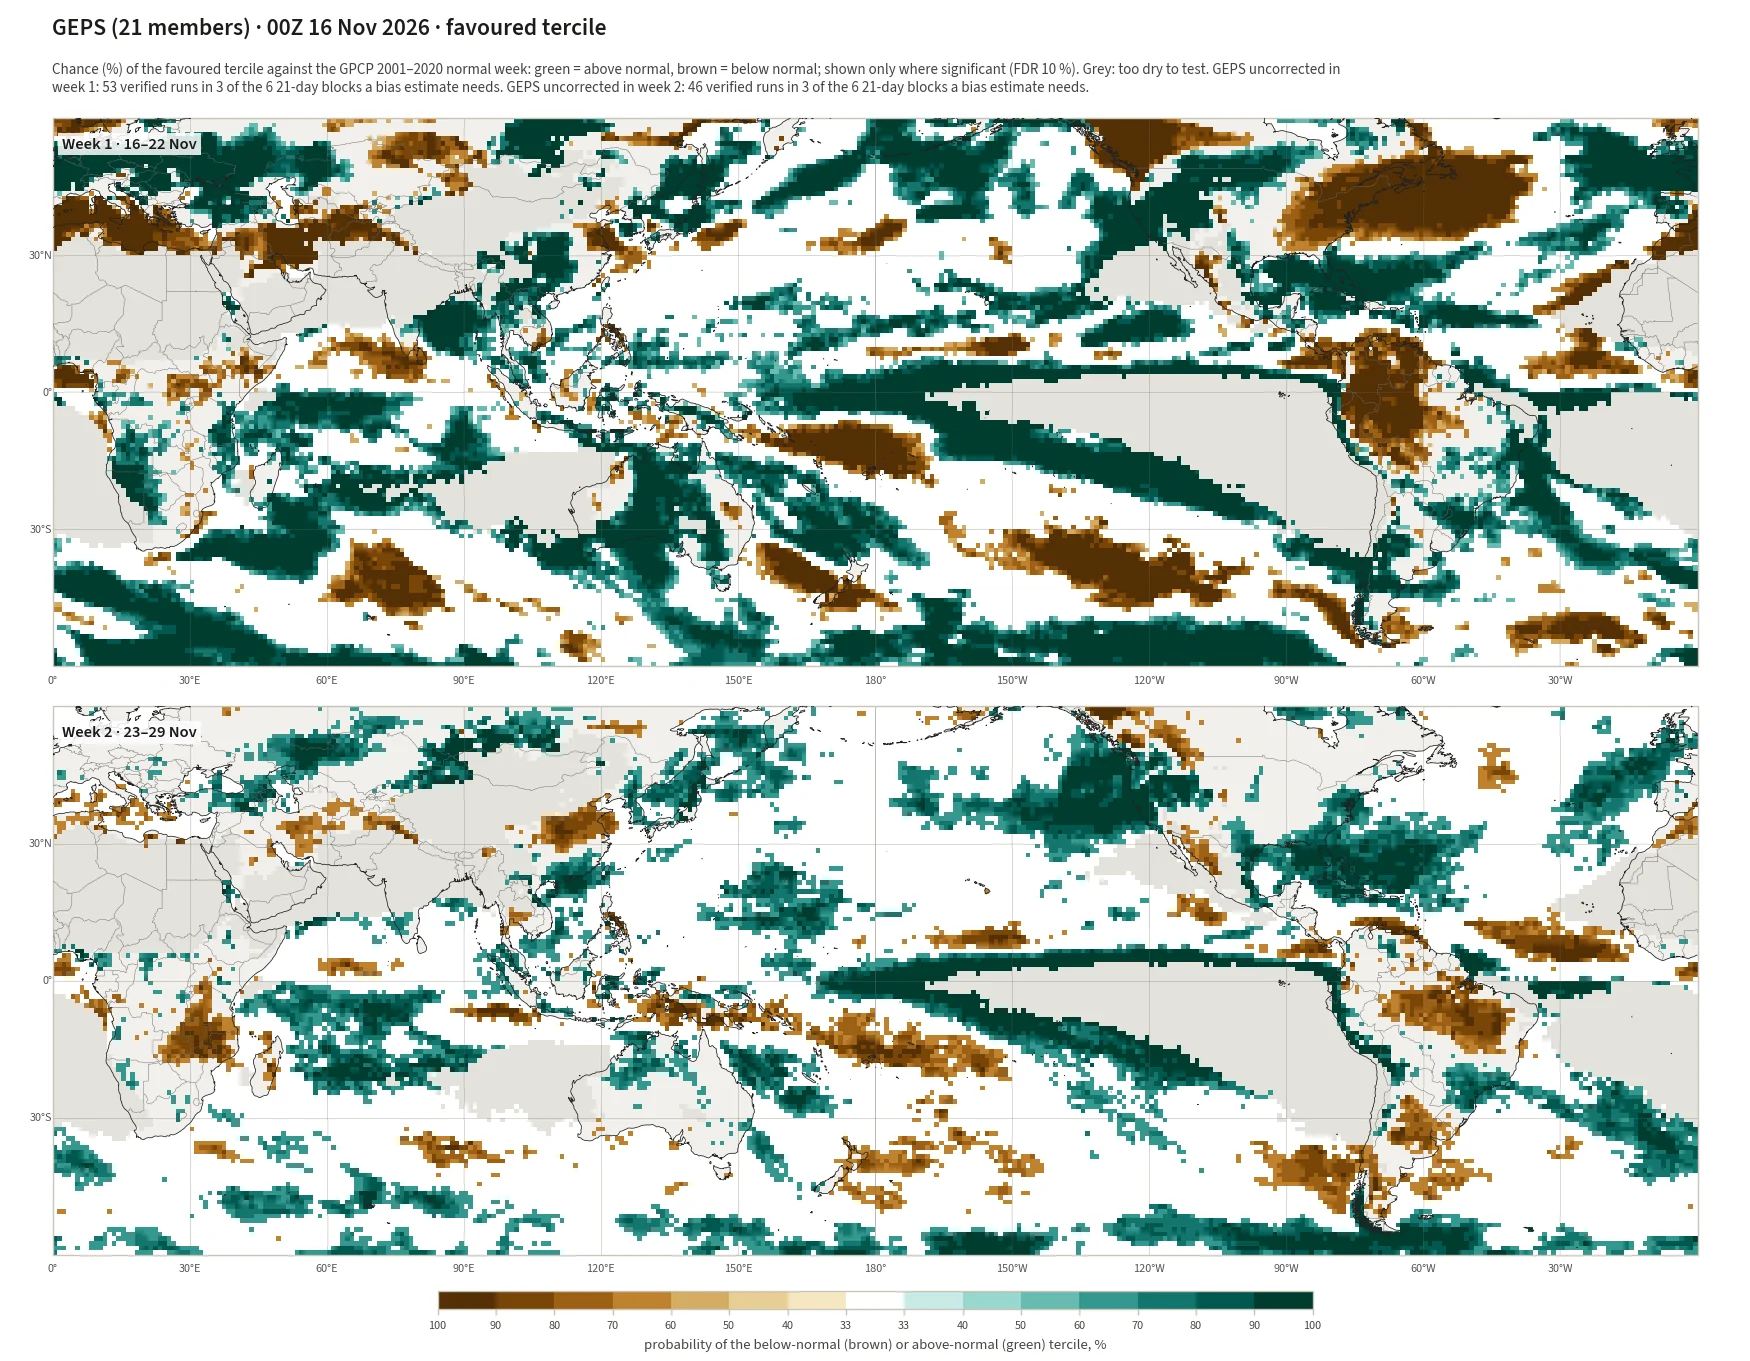 GEPS (21 members) · 00Z 16 Nov 2026 · favoured tercile
Chance (%) of the favoured tercile against the GPCP 2001–2020 normal week: green = above normal, brown = below normal; shown only where significant (FDR 10 %). Grey: too dry to test. GEPS uncorrected in
week 1: 53 verified runs in 3 of the 6 21-day blocks a bias estimate needs. GEPS uncorrected in week 2: 46 verified runs in 3 of the 6 21-day blocks a bias estimate needs.
Week 1 · 16–22 Nov
30°N
0°
30°S
0° 30°E 60°E 90°E 120°E 150°E 180° 150°W 120°W 90°W 60°W 30°W
Week 2 · 23–29 Nov
30°N
0°
30°S
0° 30°E 60°E 90°E 120°E 150°E 180° 150°W 120°W 90°W 60°W 30°W
100 90 80 70 60 50 40 33 33 40 50 60 70 80 90 100
probability of the below-normal (brown) or above-normal (green) tercile, %